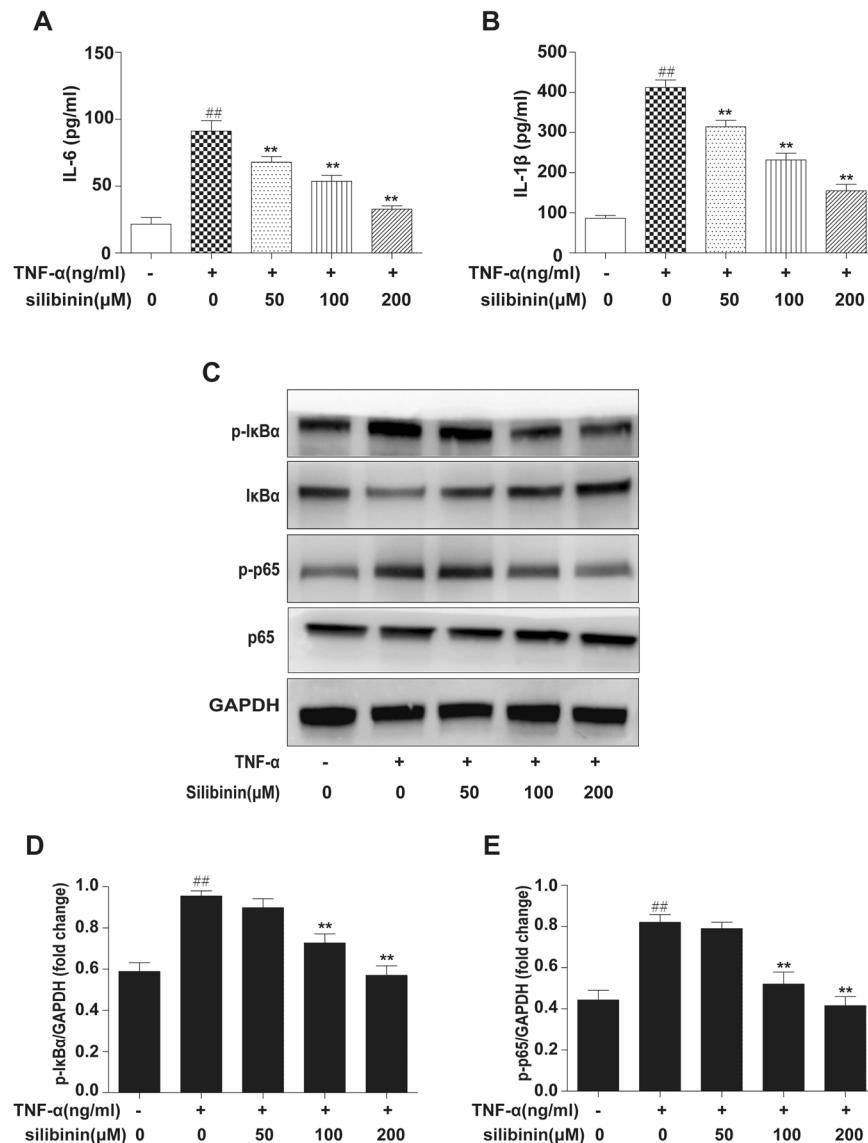 A
IL-6 (pg/ml)
150
100
50
0
##
**
**
**
TNF-α(ng/ml) - + + + +
silibinin(μM) 0 0 50 100 200
B
IL-1β (pg/ml)
500
400
300
200
100
0
##
**
**
**
TNF-α(ng/ml) - + + + +
silibinin(μM) 0 0 50 100 200
C
p-IκBα
IκBα
p-p65
p65
GAPDH
TNF-α - + + + +
Silibinin(μM) 0 0 50 100 200
D
p-IκBα/GAPDH (fold change)
1.0
0.8
0.6
0.4
0.2
0.0
##
**
**
TNF-α(ng/ml) - + + + +
silibinin(μM) 0 0 50 100 200
E
p-p65/GAPDH (fold change)
1.0
0.8
0.6
0.4
0.2
0.0
##
**
**
TNF-α(ng/ml) - + + + +
silibinin(μM) 0 0 50 100 200